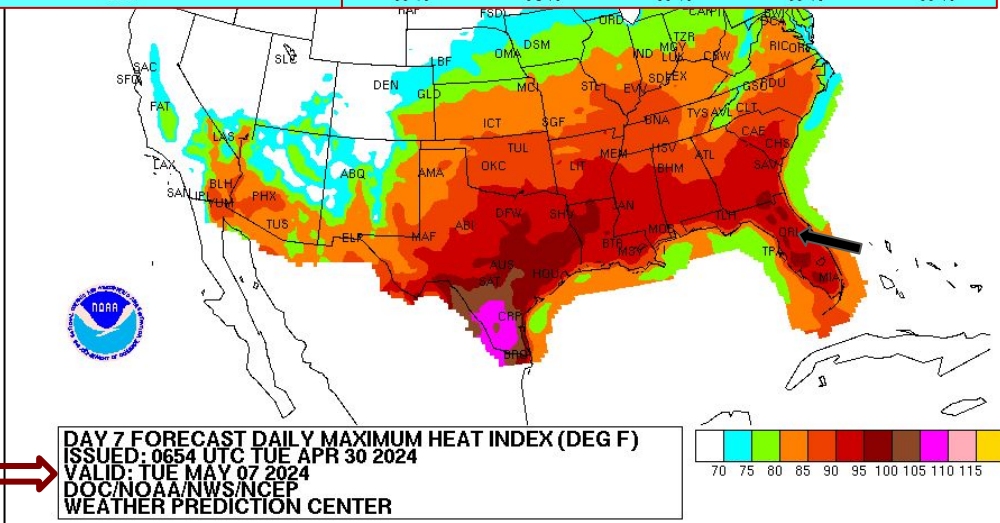 FSD
ORD
CRW
SAC
SLC
OMA
DSM
TZR
SFO
LBF
IND
MGY
LUK
CRW
RIC
DEN
GLD
MCI
STL
EVV
SDF
LEX
GSO
RDU
FAT
ICT
SGF
BNA
TYS
AVL
CLT
LAS
TUL
MEM
HSV
ATL
CAE
LAX
ABQ
AMA
OKC
LIT
BHM
CHS
SAN
IPL
BLH
YUM
PHX
DFW
SHV
JAN
SAV
TUS
ELP
MAF
ABI
BTR
MOB
TLH
ORL
AUS
HOU
MSY
TPA
SAT
MIA
NOAA
CRP
BRO
DAY 7 FORECAST DAILY MAXIMUM HEAT INDEX (DEG F)
ISSUED: 0654 UTC TUE APR 30 2024
VALID: TUE MAY 07 2024
DOC/NOAA/NWS/NCEP
WEATHER PREDICTION CENTER
70 75 80 85 90 95 100 105 110 115